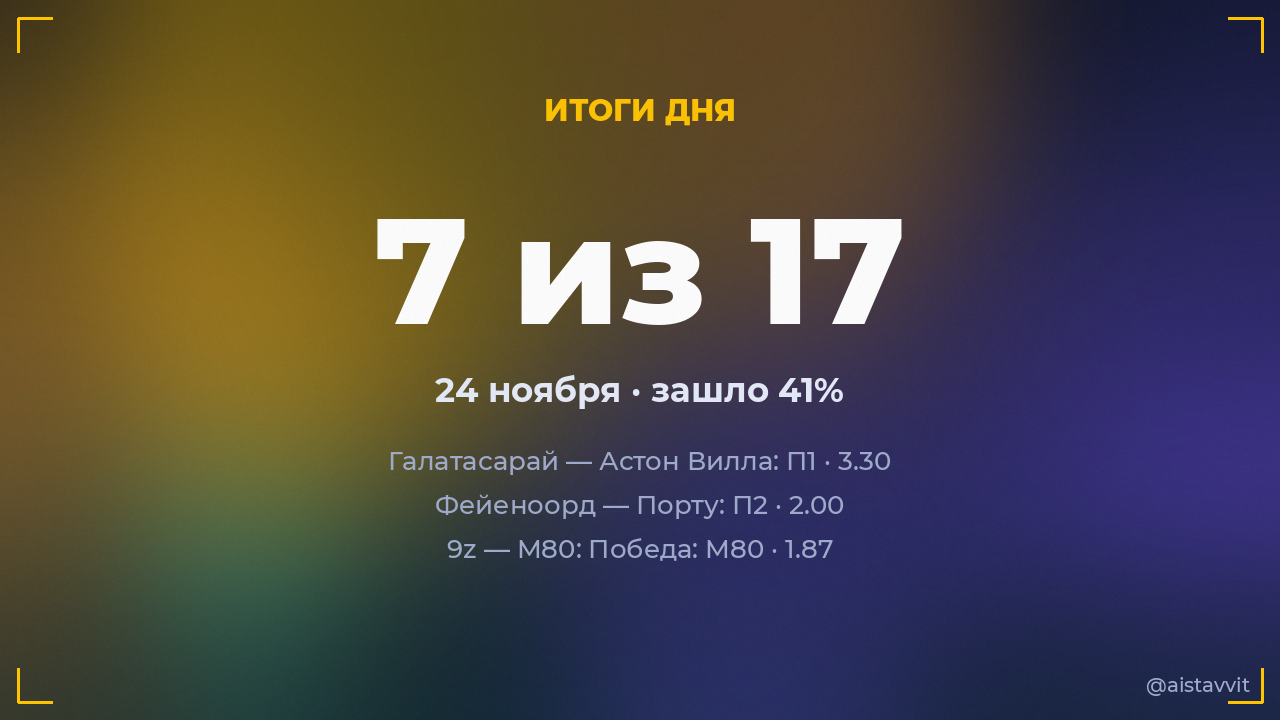 ИТОГИ ДНЯ
7 из 17
24 ноября · зашло 41%
Галатасарай — Астон Вилла: П1 · 3.30
Фейеноорд — Порту: П2 · 2.00
9z — M80: Победа: M80 · 1.87
@aistavvit